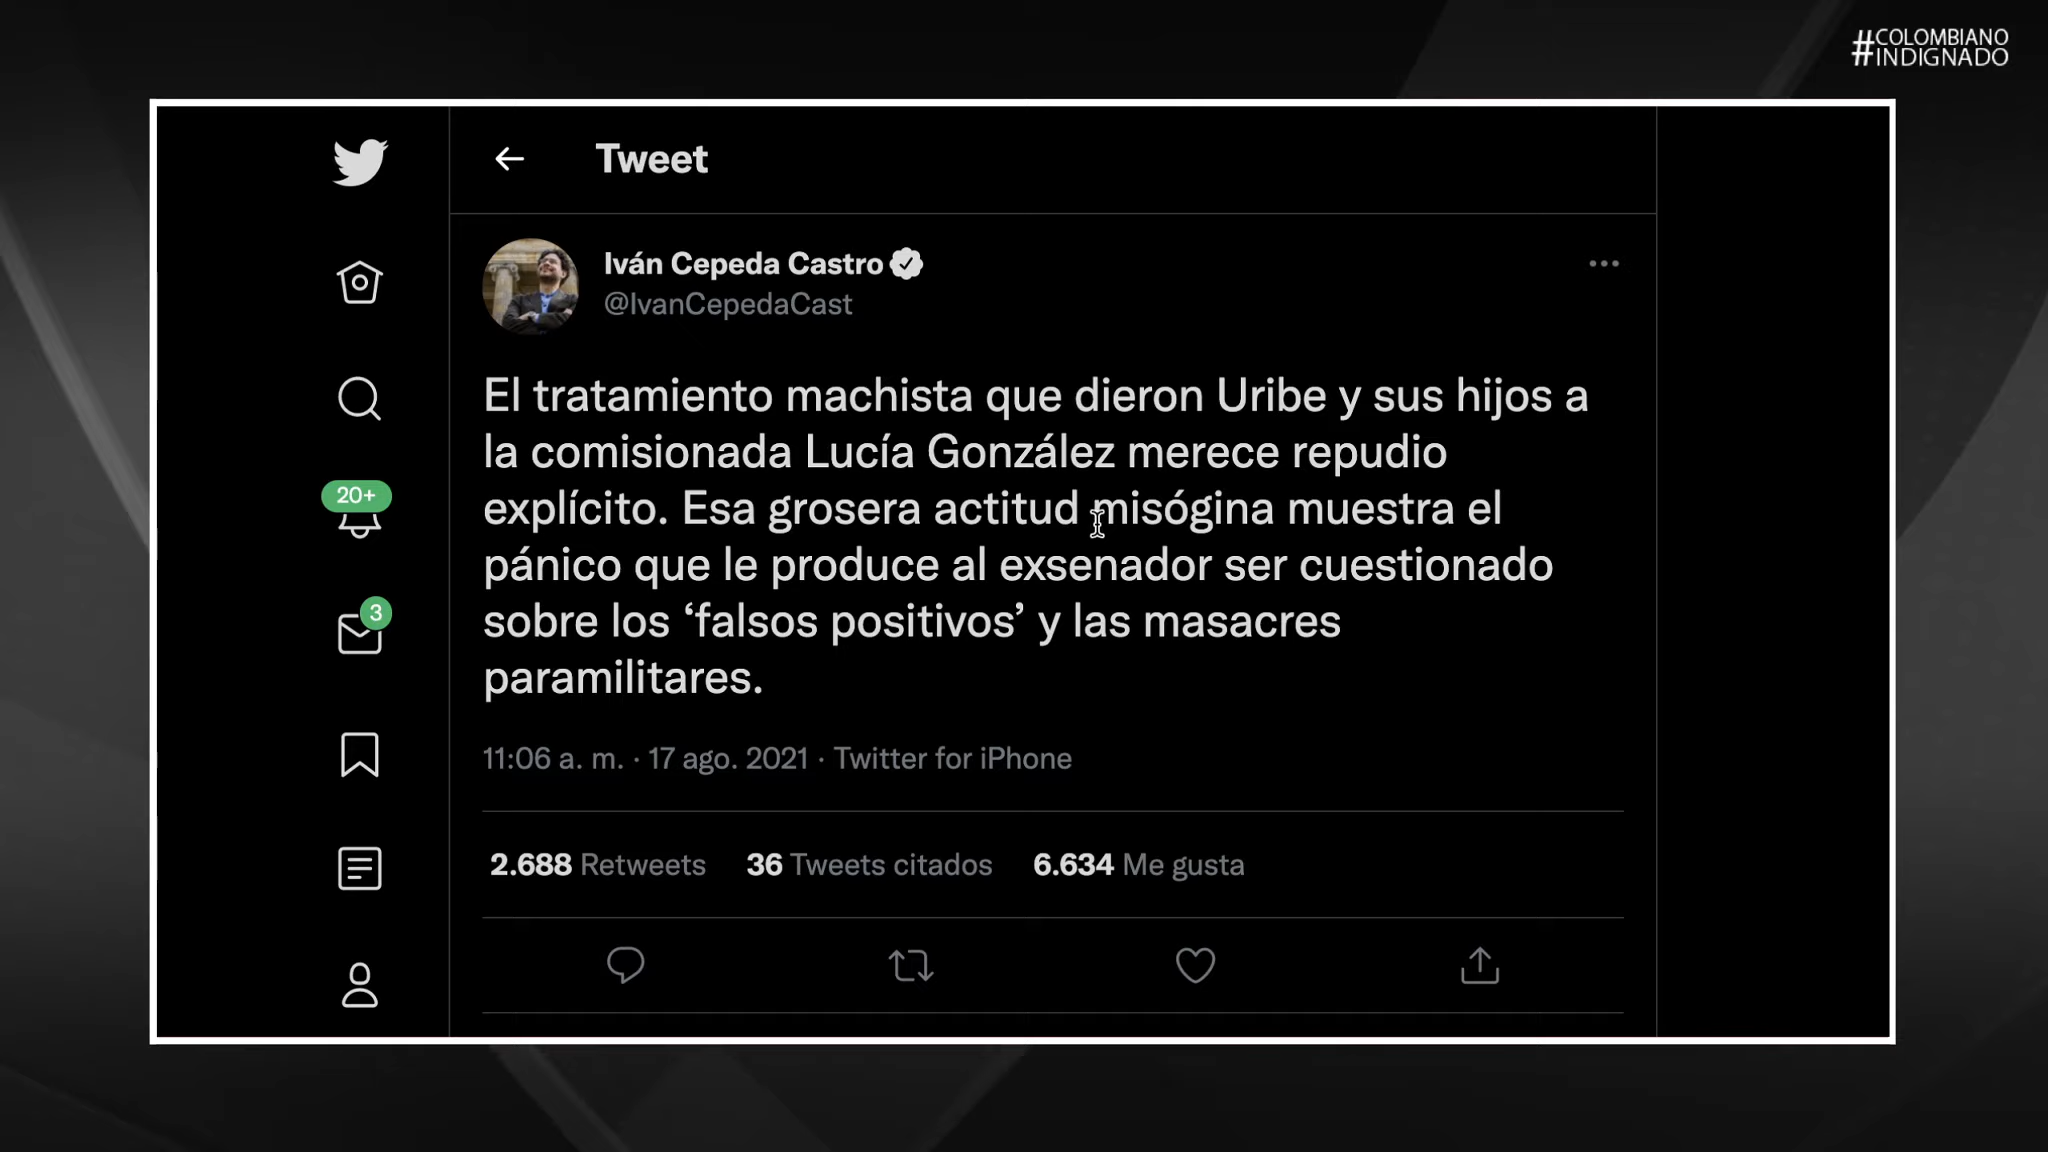 #COLOMBIANO
INDIGNADO
Tweet
Iván Cepeda Castro
@IvanCepedaCast
El tratamiento machista que dieron Uribe y sus hijos a
la comisionada Lucía González merece repudio
explícito. Esa grosera actitud misógina muestra el
pánico que le produce al exsenador ser cuestionado
sobre los ‘falsos positivos’ y las masacres
paramilitares.
20+
3
11:06 a. m. · 17 ago. 2021 · Twitter for iPhone
2.688 Retweets 36 Tweets citados 6.634 Me gusta